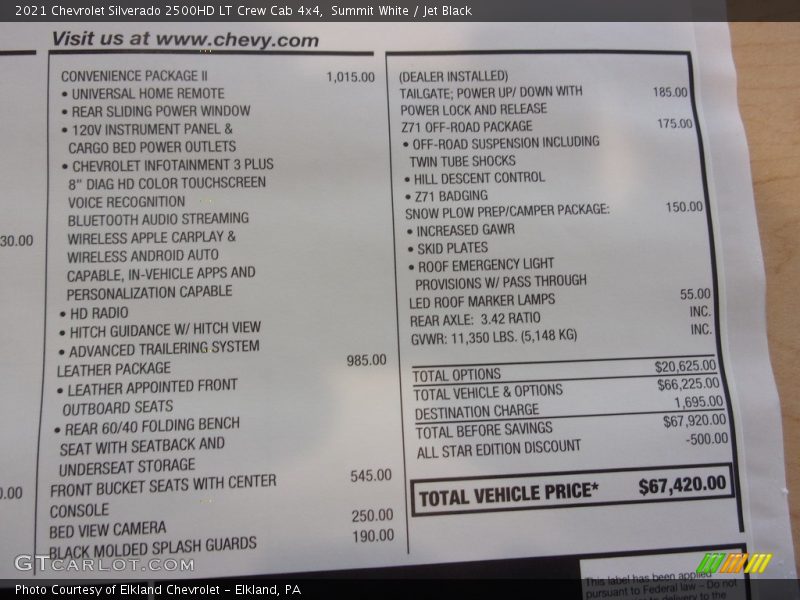 2021 Chevrolet Silverado 2500HD LT Crew Cab 4x4, Summit White / Jet Black
Visit us at www.chevy.com
30.00
0.00
CONVENIENCE PACKAGE II 1,015.00
• UNIVERSAL HOME REMOTE
• REAR SLIDING POWER WINDOW
• 120V INSTRUMENT PANEL &
CARGO BED POWER OUTLETS
• CHEVROLET INFOTAINMENT 3 PLUS
8" DIAG HD COLOR TOUCHSCREEN
VOICE RECOGNITION
BLUETOOTH AUDIO STREAMING
WIRELESS APPLE CARPLAY &
WIRELESS ANDROID AUTO
CAPABLE, IN-VEHICLE APPS AND
PERSONALIZATION CAPABLE
• HD RADIO
• HITCH GUIDANCE W/ HITCH VIEW
• ADVANCED TRAILERING SYSTEM
LEATHER PACKAGE 985.00
• LEATHER APPOINTED FRONT
OUTBOARD SEATS
• REAR 60/40 FOLDING BENCH
SEAT WITH SEATBACK AND
UNDERSEAT STORAGE
FRONT BUCKET SEATS WITH CENTER 545.00
CONSOLE
BED VIEW CAMERA 250.00
BLACK MOLDED SPLASH GUARDS 190.00
(DEALER INSTALLED)
TAILGATE; POWER UP/ DOWN WITH 185.00
POWER LOCK AND RELEASE
Z71 OFF-ROAD PACKAGE 175.00
• OFF-ROAD SUSPENSION INCLUDING
TWIN TUBE SHOCKS
• HILL DESCENT CONTROL
• Z71 BADGING
SNOW PLOW PREP/CAMPER PACKAGE: 150.00
• INCREASED GAWR
• SKID PLATES
• ROOF EMERGENCY LIGHT
PROVISIONS W/ PASS THROUGH
LED ROOF MARKER LAMPS 55.00
REAR AXLE: 3.42 RATIO INC.
GVWR: 11,350 LBS. (5,148 KG) INC.
TOTAL OPTIONS $20,625.00
TOTAL VEHICLE & OPTIONS $66,225.00
DESTINATION CHARGE 1,695.00
TOTAL BEFORE SAVINGS $67,920.00
ALL STAR EDITION DISCOUNT -500.00
TOTAL VEHICLE PRICE* $67,420.00
This label has been applied
pursuant to Federal law – Do not
to delivery to the
GTCARLOT.COM
Photo Courtesy of Elkland Chevrolet – Elkland, PA